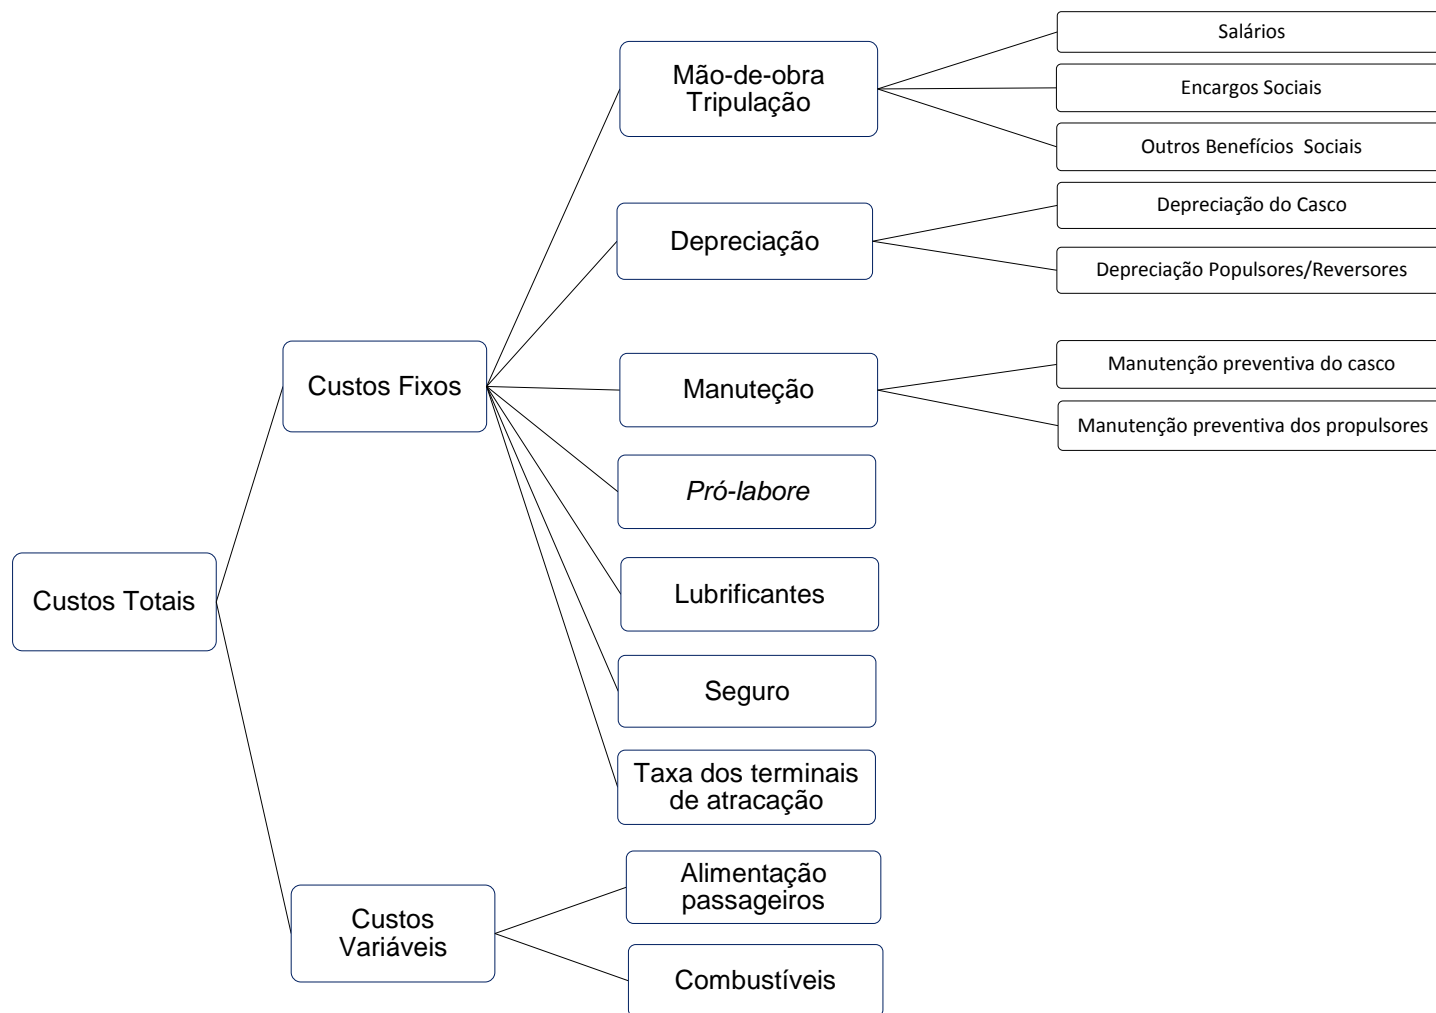 Salários
Mão-de-obra
Tripulação
Encargos Sociais
Outros Benefícios  Sociais
Depreciação do Casco
Depreciação
Depreciação Populsores/Reversores
Custos Fixos
Manuteção
Manutenção preventiva do casco
Manutenção preventiva dos propulsores
Pró-labore
Custos Totais
Lubrificantes
Seguro
Taxa dos terminais
de atracação
Custos
Variáveis
Alimentação
passageiros
Combustíveis